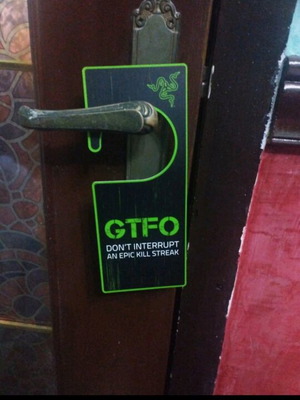 GTFO
DON'T INTERRUPT
AN EPIC KILL STREAK